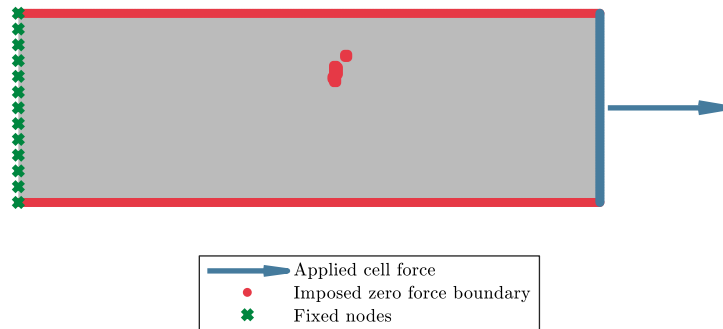 Applied cell force
Imposed zero force boundary
Fixed nodes